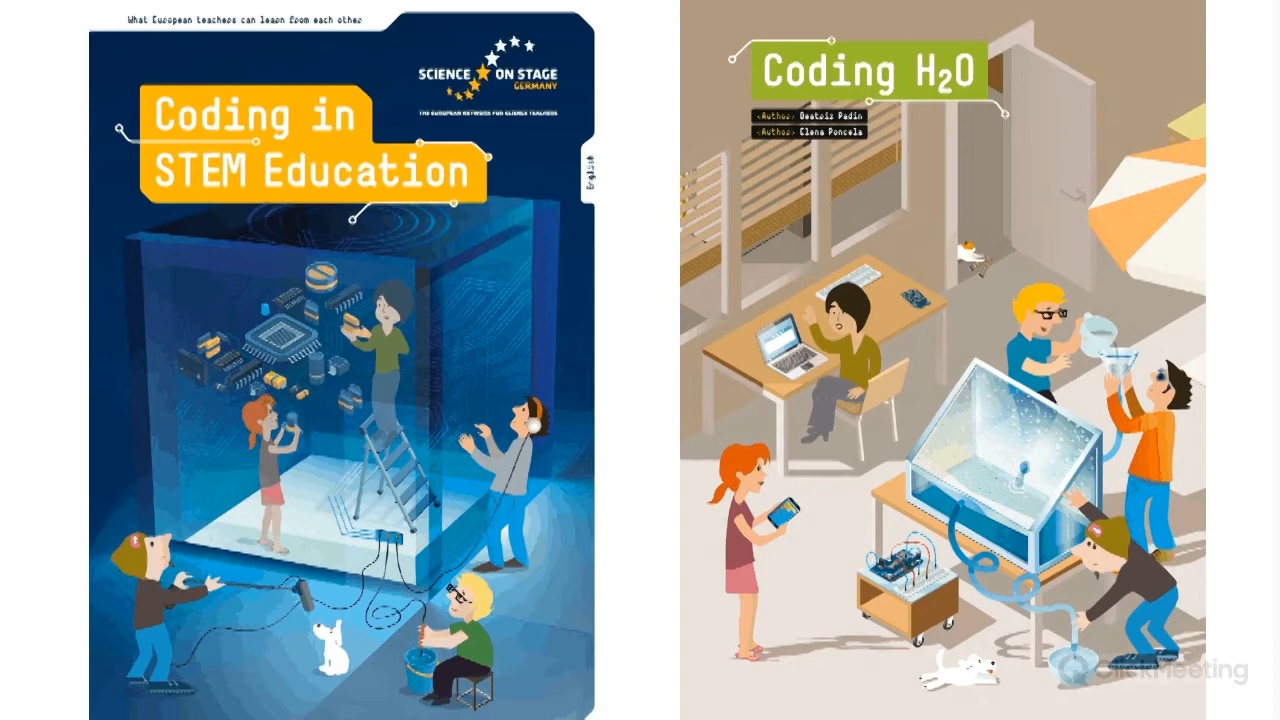 What European teachers can learn from each other
SCIENCE ON STAGE
GERMANY
THE EUROPEAN NETWORK FOR SCIENCE TEACHERS
Coding in
STEM Education
English
Coding H₂O
<Author> Beatriz Padin
<Author> Elena Poncela
ClickMeeting